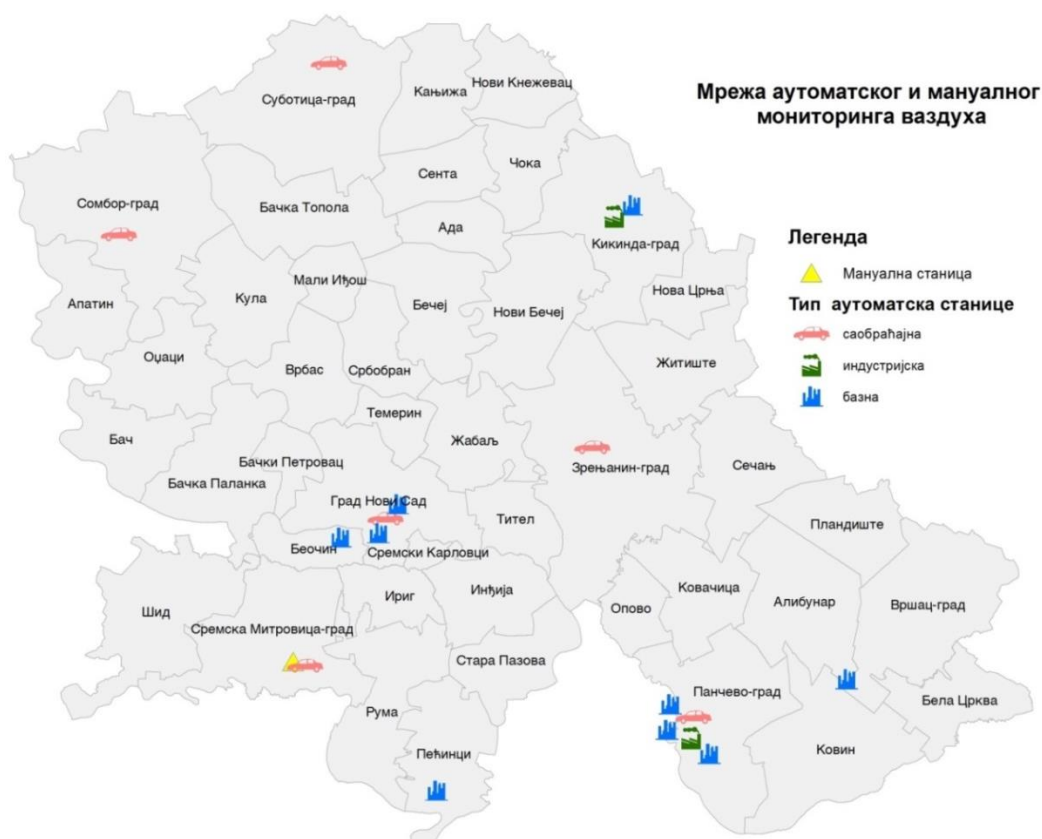 Мрежа аутоматског и мануалног
мониторинга ваздуха
Суботица-град
Кањижа
Нови Кнежевац
Чока
Сента
Сомбор-град
Бачка Топола
Ада
Кикинда-град
Легенда
Мануална станица
Тип аутоматска станице
саобраћајна
индустријска
базна
Апатин
Кула
Мали Иђош
Бечеј
Нови Бечеј
Нова Црња
Оџаци
Врбас
Србобран
Житиште
Темерин
Бач
Бачки Петровац
Жабаљ
Зрењанин-град
Сечањ
Бачка Паланка
Град Нови Сад
Тител
Пландиште
Беочин
Сремски Карловци
Шид
Ириг
Инђија
Ковачица
Опово
Алибунар
Вршац-град
Сремска Митровица-град
Стара Пазова
Панчево-град
Бела Црква
Рума
Пећинци
Ковин